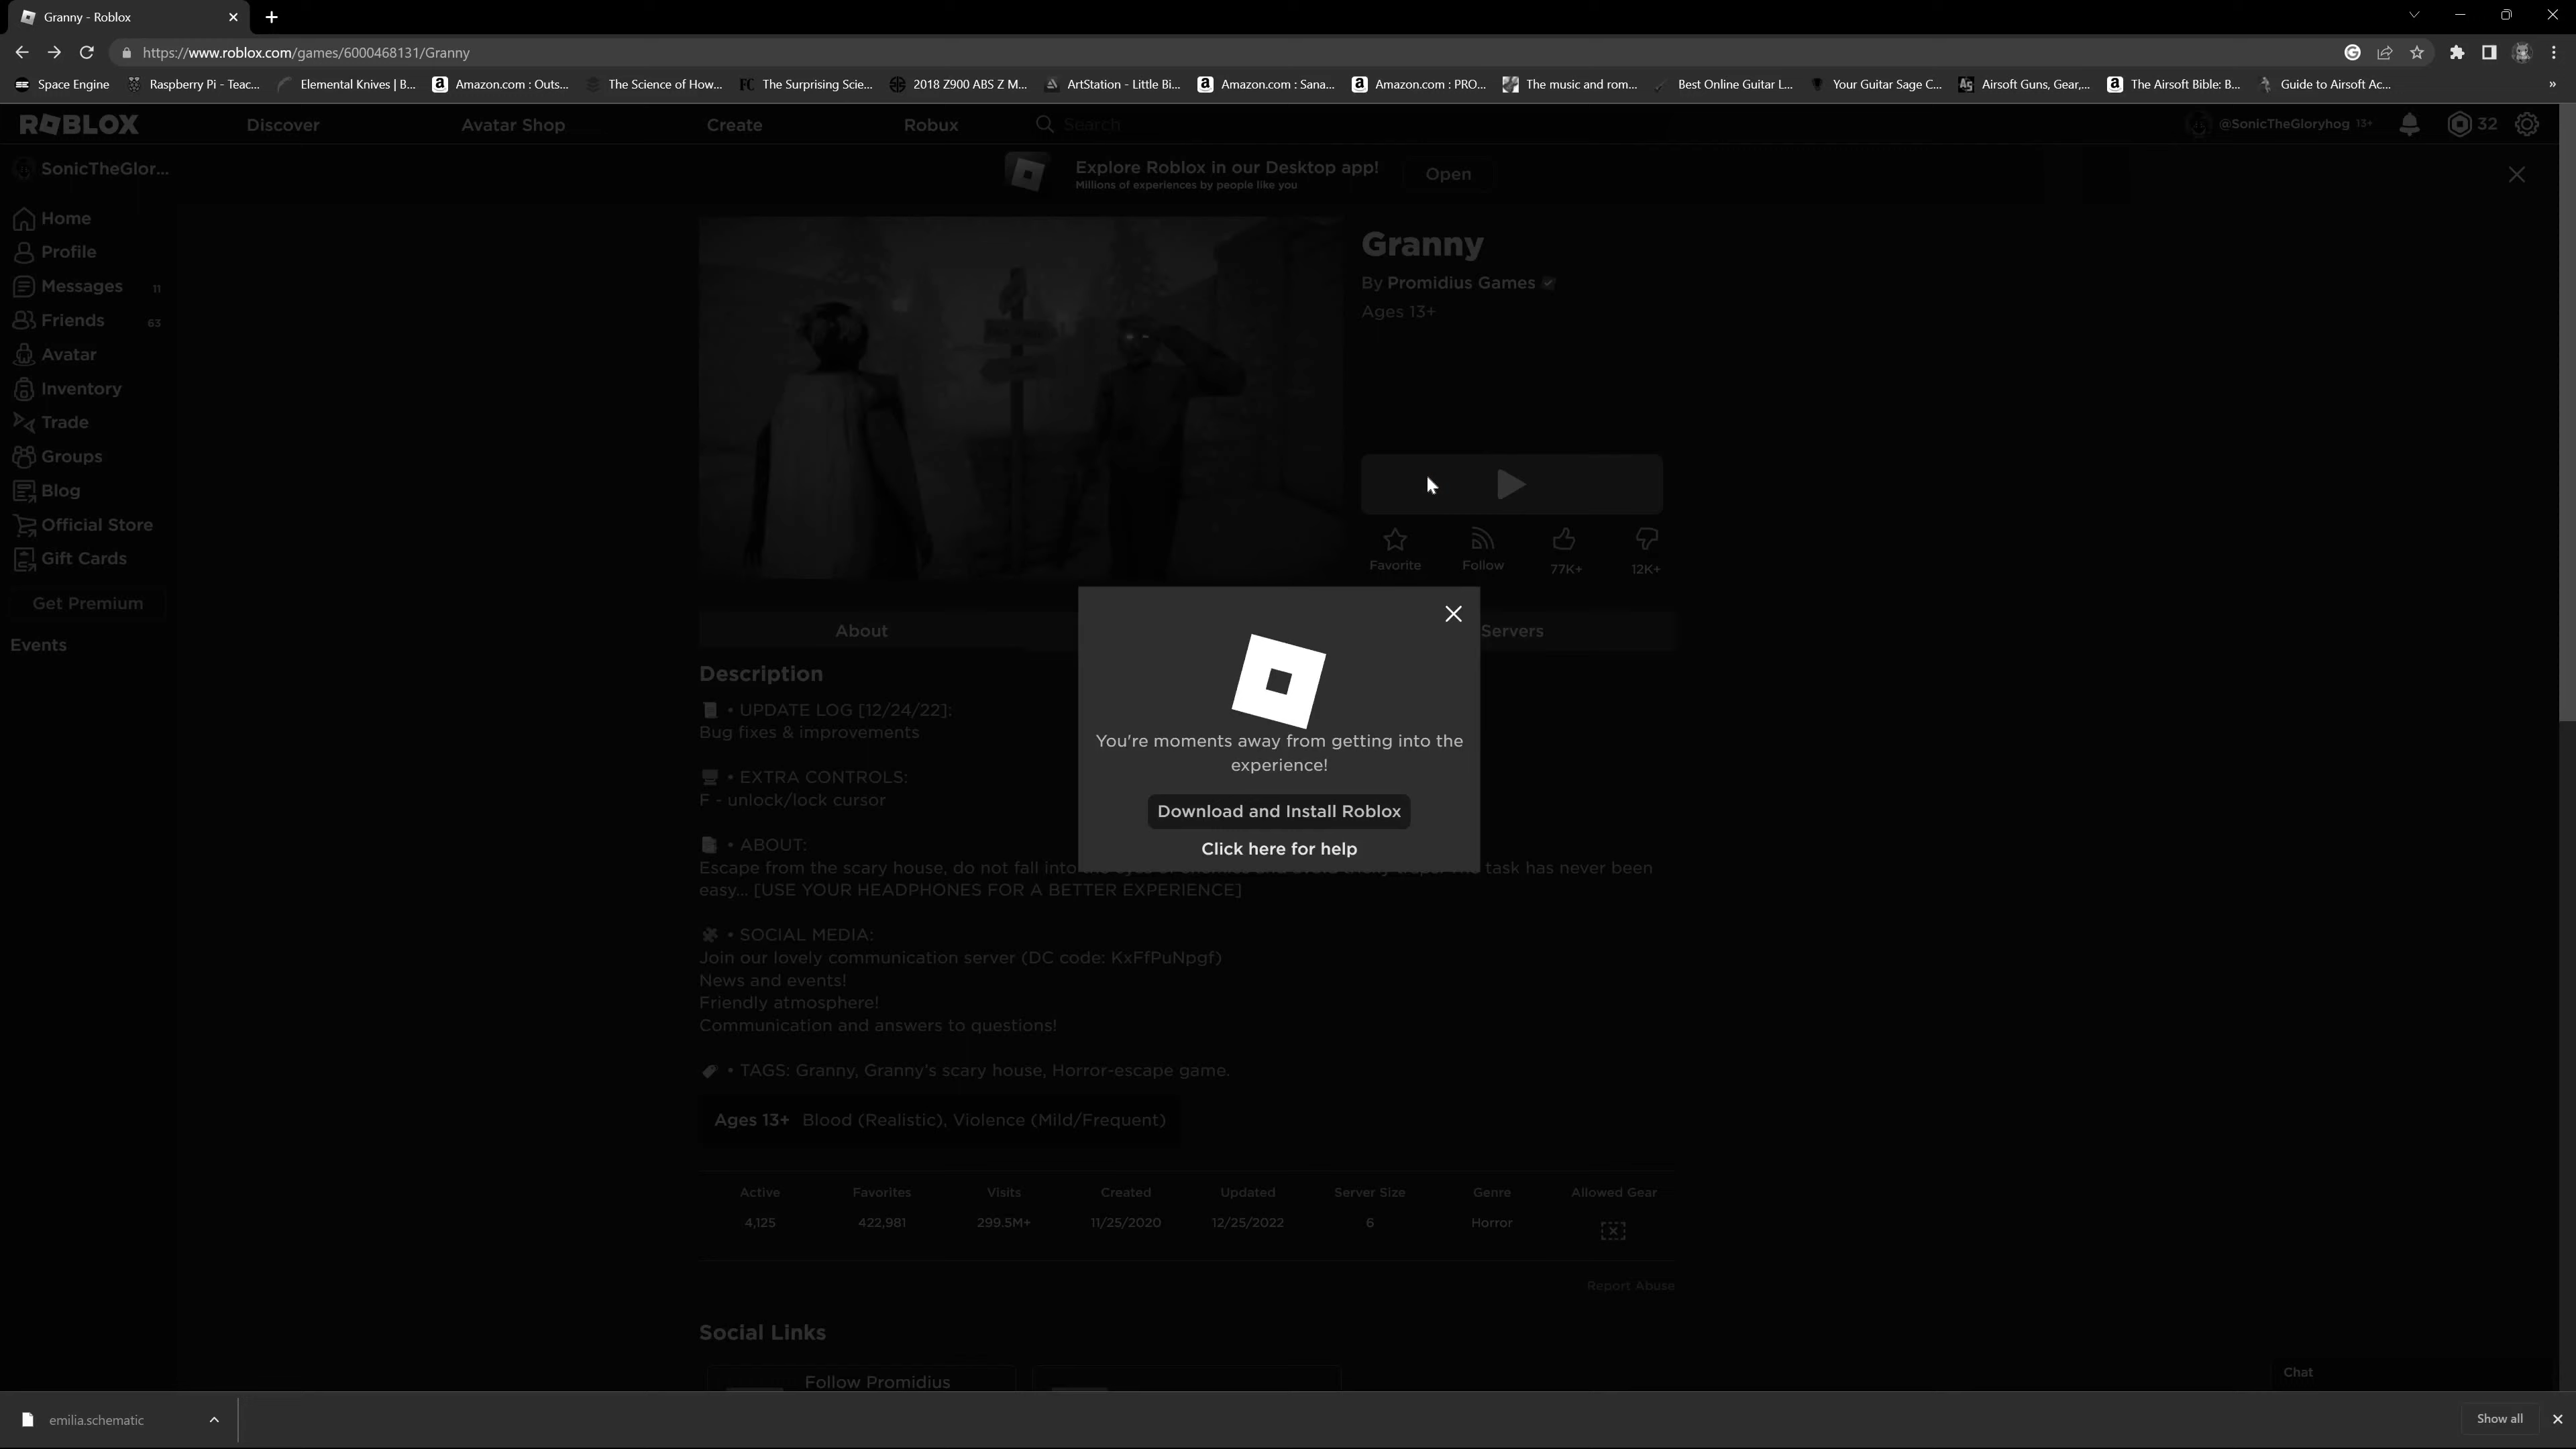 Granny - Roblox
https://www.roblox.com/games/6000468131/Granny
Space Engine
Raspberry Pi - Teac...
Elemental Knives | B...
Amazon.com : Outs...
The Science of How...
The Surprising Scie...
2018 Z900 ABS Z M...
ArtStation - Little Bi...
Amazon.com : Sana...
Amazon.com : PRO...
The music and rom...
Best Online Guitar L...
Your Guitar Sage C...
Airsoft Guns, Gear,...
The Airsoft Bible: B...
Guide to Airsoft Ac...
ROBLOX
Discover
Avatar Shop
Create
Robux
Search
@SonicTheGloryhog 13+
32
SonicTheGlor...
Explore Roblox in our Desktop app!
Millions of experiences by people like you
Open
Home
Profile
Messages 11
Friends 63
Avatar
Inventory
Trade
Groups
Blog
Official Store
Gift Cards
Get Premium
Events
Granny
By Promidius Games
Ages 13+
Favorite
Follow
77K+
12K+
About
Servers
You're moments away from getting into the
experience!
Download and Install Roblox
Click here for help
Description
• UPDATE LOG [12/24/22]:
Bug fixes & improvements
• EXTRA CONTROLS:
F - unlock/lock cursor
• ABOUT:
Escape from the scary house, do not fall into task has never been
easy... [USE YOUR HEADPHONES FOR A BETTER EXPERIENCE]
• SOCIAL MEDIA:
Join our lovely communication server (DC code: KxFfPuNpgf)
News and events!
Friendly atmosphere!
Communication and answers to questions!
• TAGS: Granny, Granny's scary house, Horror-escape game.
Ages 13+ Blood (Realistic), Violence (Mild/Frequent)
Active Favorites Visits Created Updated Server Size Genre Allowed Gear
4,125 422,981 299.5M+ 11/25/2020 12/25/2022 6 Horror
Report Abuse
Social Links
Follow Promidius
Chat
emilia.schematic
Show all